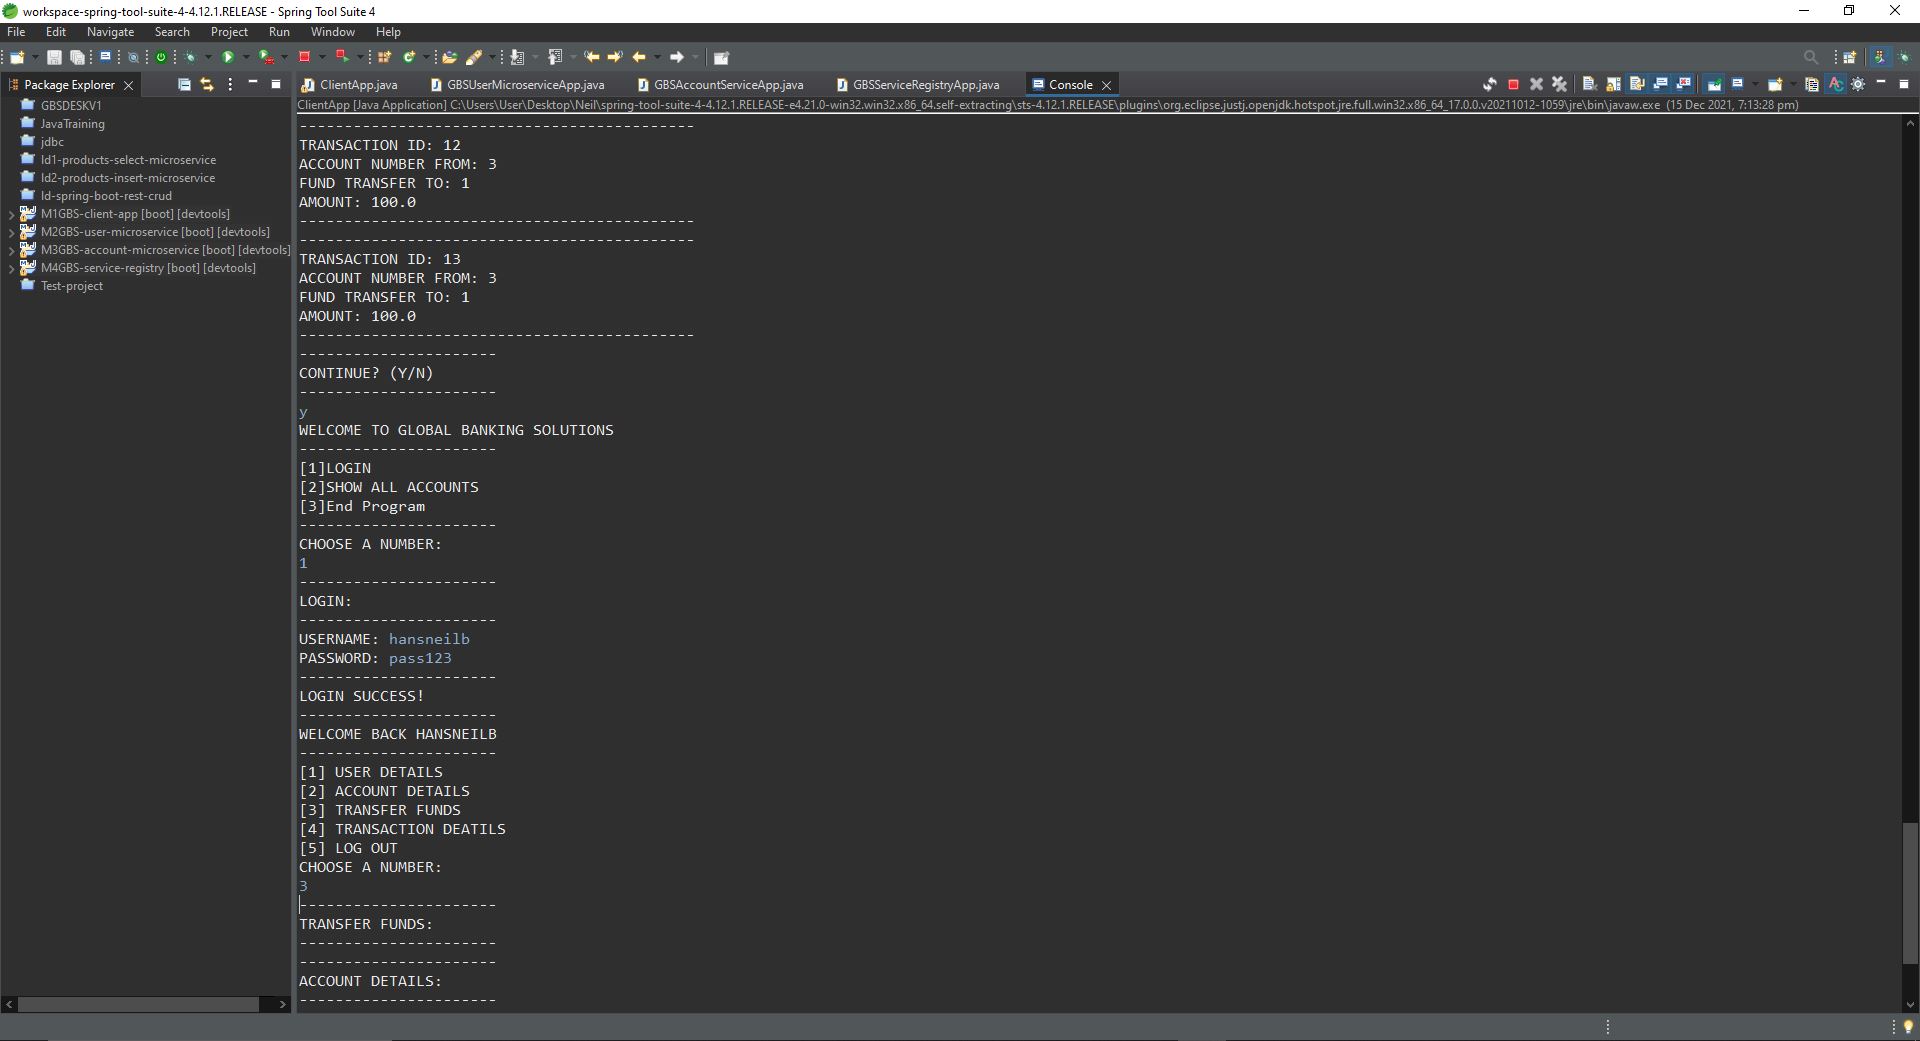 workspace-spring-tool-suite-4-4.12.1.RELEASE - Spring Tool Suite 4
File Edit Navigate Search Project Run Window Help
Package Explorer
GBSDESKV1
JavaTraining
jdbc
ld1-products-select-microservice
ld2-products-insert-microservice
ld-spring-boot-rest-crud
M1GBS-client-app [boot] [devtools]
M2GBS-user-microservice [boot] [devtools]
M3GBS-account-microservice [boot] [devtools]
M4GBS-service-registry [boot] [devtools]
Test-project
ClientApp.java GBSUserMicroserviceApp.java GBSAccountServiceApp.java GBSServiceRegistryApp.java Console
ClientApp [Java Application] C:\Users\User\Desktop\Neil\spring-tool-suite-4-4.12.1.RELEASE-e4.21.0-win32.win32.x86_64.self-extracting\sts-4.12.1.RELEASE\plugins\org.eclipse.justj.openjdk.hotspot.jre.full.win32.x86_64_17.0.0.v20211012-1059\jre\bin\javaw.exe (15 Dec 2021, 7:13:28 pm)
--------------------------------------------
TRANSACTION ID: 12
ACCOUNT NUMBER FROM: 3
FUND TRANSFER TO: 1
AMOUNT: 100.0
--------------------------------------------
--------------------------------------------
TRANSACTION ID: 13
ACCOUNT NUMBER FROM: 3
FUND TRANSFER TO: 1
AMOUNT: 100.0
--------------------------------------------
----------------------
CONTINUE? (Y/N)
----------------------
y
WELCOME TO GLOBAL BANKING SOLUTIONS
----------------------
[1]LOGIN
[2]SHOW ALL ACCOUNTS
[3]End Program
----------------------
CHOOSE A NUMBER:
1
----------------------
LOGIN:
----------------------
USERNAME: hansneilb
PASSWORD: pass123
----------------------
LOGIN SUCCESS!
----------------------
WELCOME BACK HANSNEILB
----------------------
[1] USER DETAILS
[2] ACCOUNT DETAILS
[3] TRANSFER FUNDS
[4] TRANSACTION DEATILS
[5] LOG OUT
CHOOSE A NUMBER:
3
----------------------
TRANSFER FUNDS:
----------------------
----------------------
ACCOUNT DETAILS:
----------------------